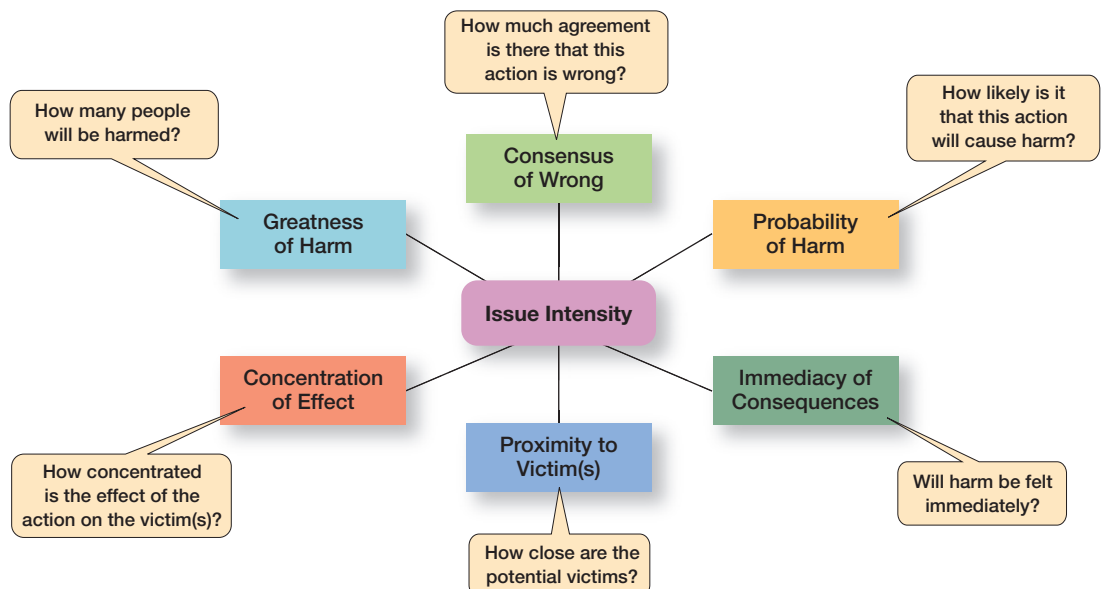 How much agreement
is there that this
action is wrong?
How many people
will be harmed?
How likely is it
that this action
will cause harm?
Consensus
of Wrong
Greatness
of Harm
Probability
of Harm
Issue Intensity
Concentration
of Effect
Immediacy of
Consequences
Proximity to
Victim(s)
How concentrated
is the effect of the
action on the victim(s)?
Will harm be felt
immediately?
How close are the
potential victims?